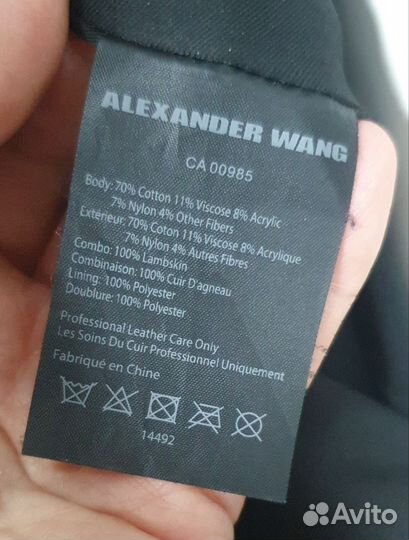 ALEXANDER WANG
CA 00985
Body: 70% Cotton 11% Viscose 8% Acrylic
7% Nylon 4% Other Fibers
Extérieur: 70% Coton 11% Viscose 8% Acrylique
7% Nylon 4% Autres Fibres
Combo: 100% Lambskin
Combinaison: 100% Cuir D'agneau
Lining: 100% Polyester
Doublure: 100% Polyester
Professional Leather Care Only
Les Soins Du Cuir Professionnel Uniquement
Fabriqué en Chine
14492
Avito